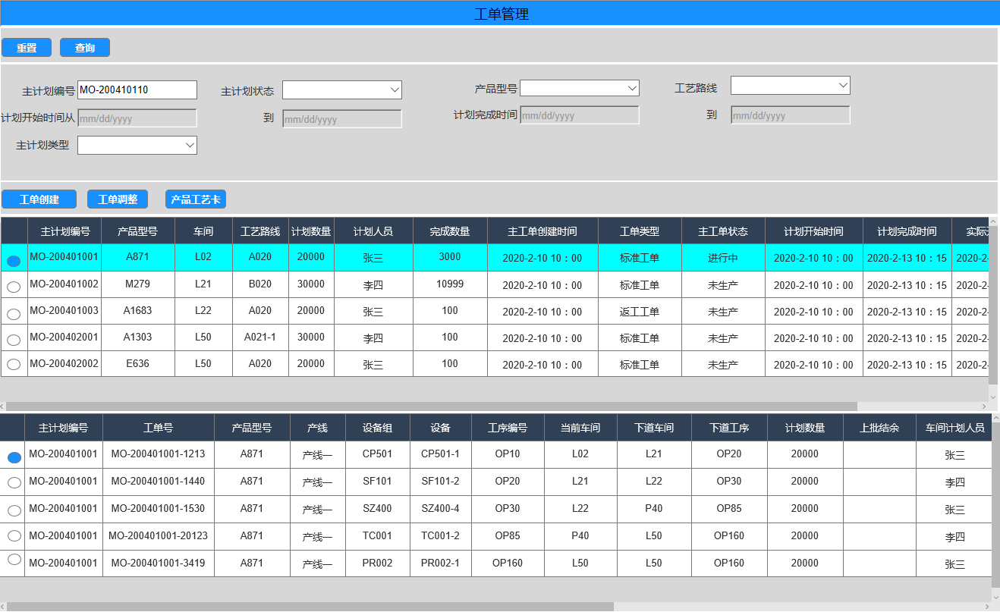 工单管理
重置 查询
主计划编号 MO-200410110 主计划状态 产品型号 工艺路线
计划开始时间从 mm/dd/yyyy 到 mm/dd/yyyy 计划完成时间 mm/dd/yyyy 到 mm/dd/yyyy
主计划类型
工单创建 工单调整 产品工艺卡
主计划编号 产品型号 车间 工艺路线 计划数量 计划人员 完成数量 主工单创建时间 工单类型 主工单状态 计划开始时间 计划完成时间 实际
MO-200401001 A871 L02 A020 20000 张三 3000 2020-2-10 10：00 标准工单 进行中 2020-2-10 10：00 2020-2-13 10：15 2020-2-
MO-200401002 M279 L21 B020 30000 李四 10999 2020-2-10 10：00 标准工单 未生产 2020-2-10 10：00 2020-2-13 10：15 2020-2-
MO-200401003 A1683 L22 A020 20000 张三 100 2020-2-10 10：00 返工工单 未生产 2020-2-10 10：00 2020-2-13 10：15 2020-2-
MO-200402001 A1303 L50 A021-1 30000 李四 100 2020-2-10 10：00 标准工单 未生产 2020-2-10 10：00 2020-2-13 10：15 2020-2-
MO-200402002 E636 L50 A020 20000 张三 100 2020-2-10 10：00 标准工单 未生产 2020-2-10 10：00 2020-2-13 10：15 2020-2-
主计划编号 工单号 产品型号 产线 设备组 设备 工序编号 当前车间 下道车间 下道工序 计划数量 上批结余 车间计划人员
MO-200401001 MO-200401001-1213 A871 产线一 CP501 CP501-1 OP10 L02 L21 OP20 20000 张三
MO-200401001 MO-200401001-1440 A871 产线一 SF101 SF101-2 OP20 L21 L22 OP30 20000 李四
MO-200401001 MO-200401001-1530 A871 产线一 SZ400 SZ400-4 OP30 L22 P40 OP85 20000 张三
MO-200401001 MO-200401001-20123 A871 产线一 TC001 TC001-2 OP85 P40 L50 OP160 20000 李四
MO-200401001 MO-200401001-3419 A871 产线一 PR002 PR002-1 OP160 L50 L50 OP160 20000 张三